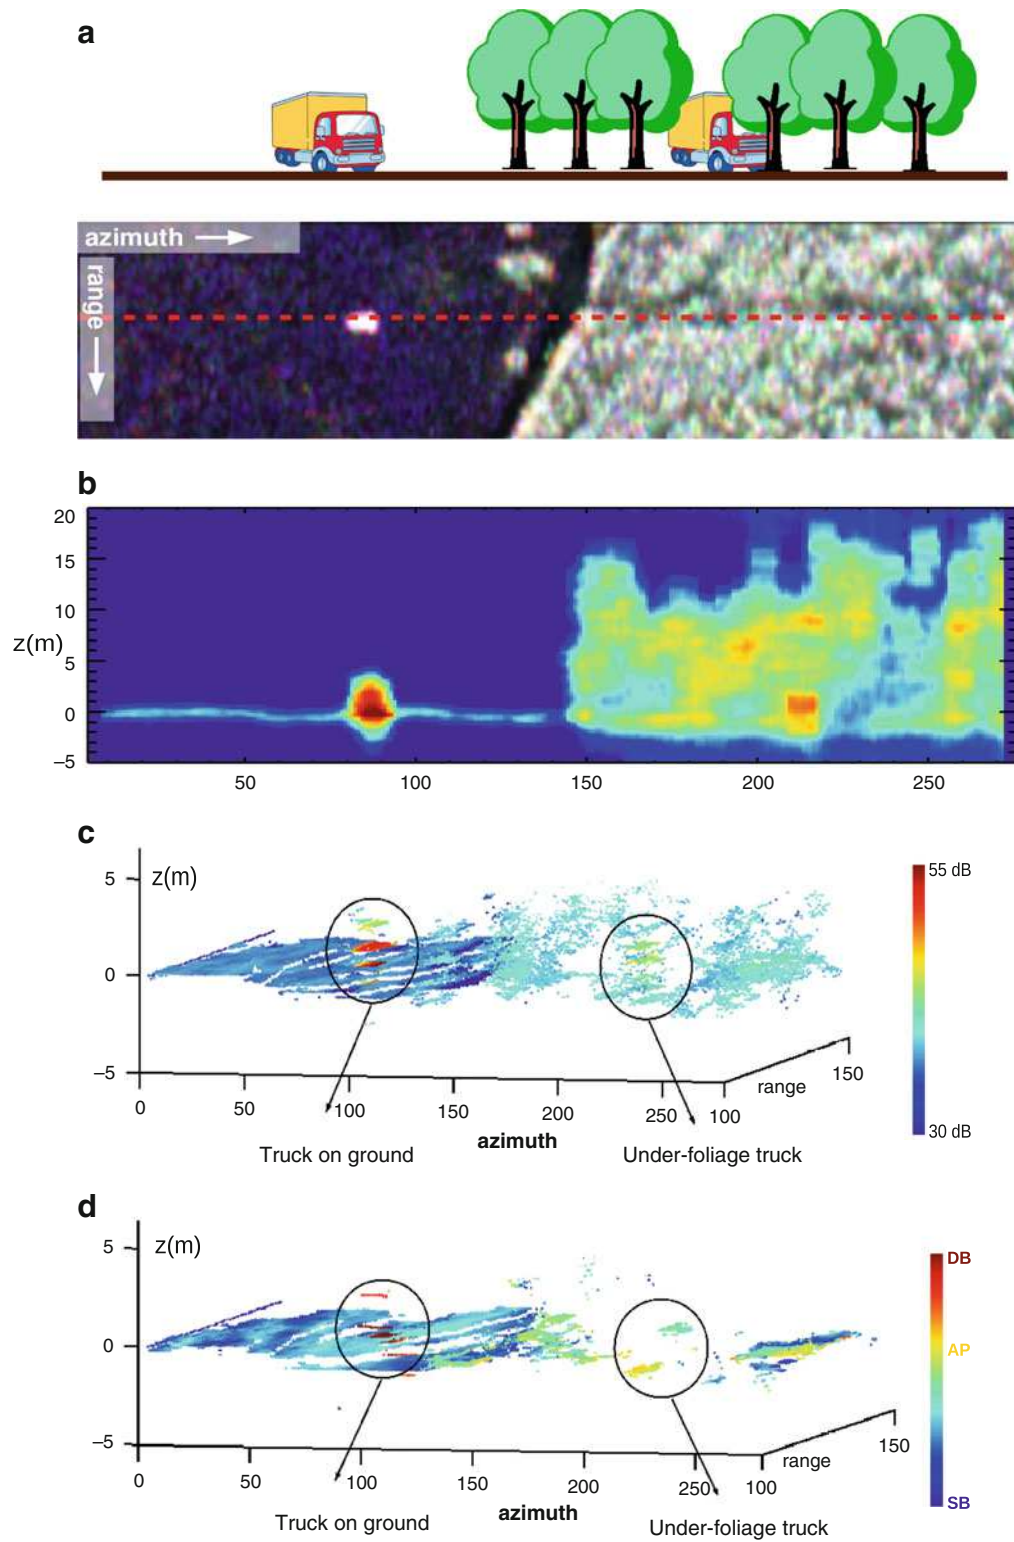 a
azimuth
range
b
20
15
10
z(m)
5
0
–5
50 100 150 200 250
c
5 z(m)
0
–5
0 50 100 150 200 250 100
range
150
azimuth
Truck on ground
Under-foliage truck
55 dB
30 dB
d
5 z(m)
0
–5
0 50 100 150 200 250 100
range
150
azimuth
Truck on ground
Under-foliage truck
DB
AP
SB